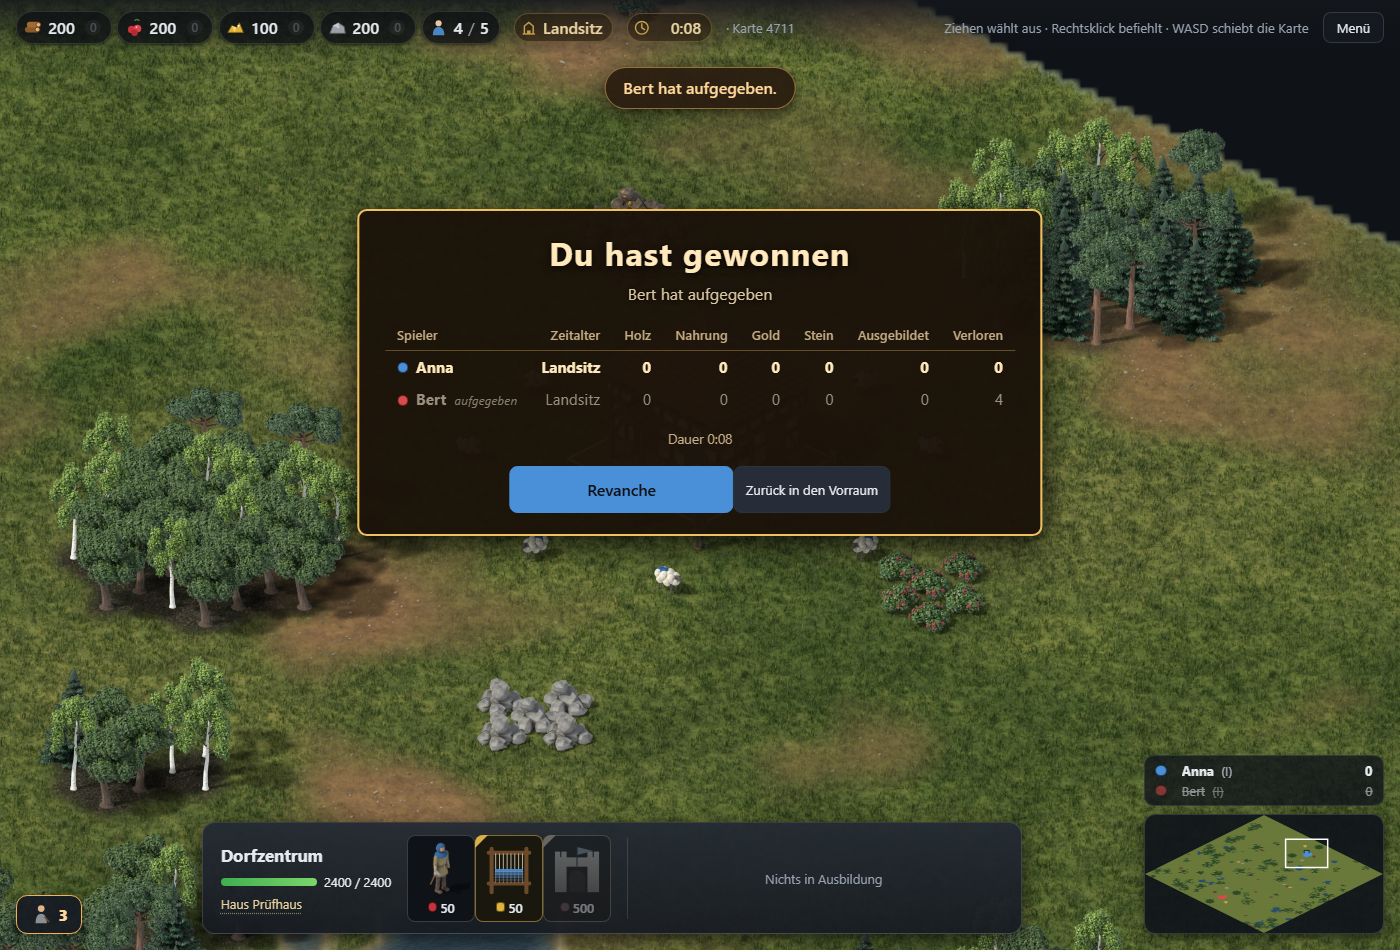 200 0 200 0 100 0 200 0 4 / 5 Landsitz 0:08 · Karte 4711 Ziehen wählt aus · Rechtsklick befiehlt · WASD schiebt die Karte Menü
Bert hat aufgegeben.
Du hast gewonnen
Bert hat aufgegeben
Spieler Zeitalter Holz Nahrung Gold Stein Ausgebildet Verloren
Anna Landsitz 0 0 0 0 0 0
Bert aufgegeben Landsitz 0 0 0 0 0 4
Dauer 0:08
Revanche Zurück in den Vorraum
Anna (I) 0
Bert (I) 0
Dorfzentrum
2400 / 2400
Haus Prüfhaus
50 50 500
Nichts in Ausbildung
3